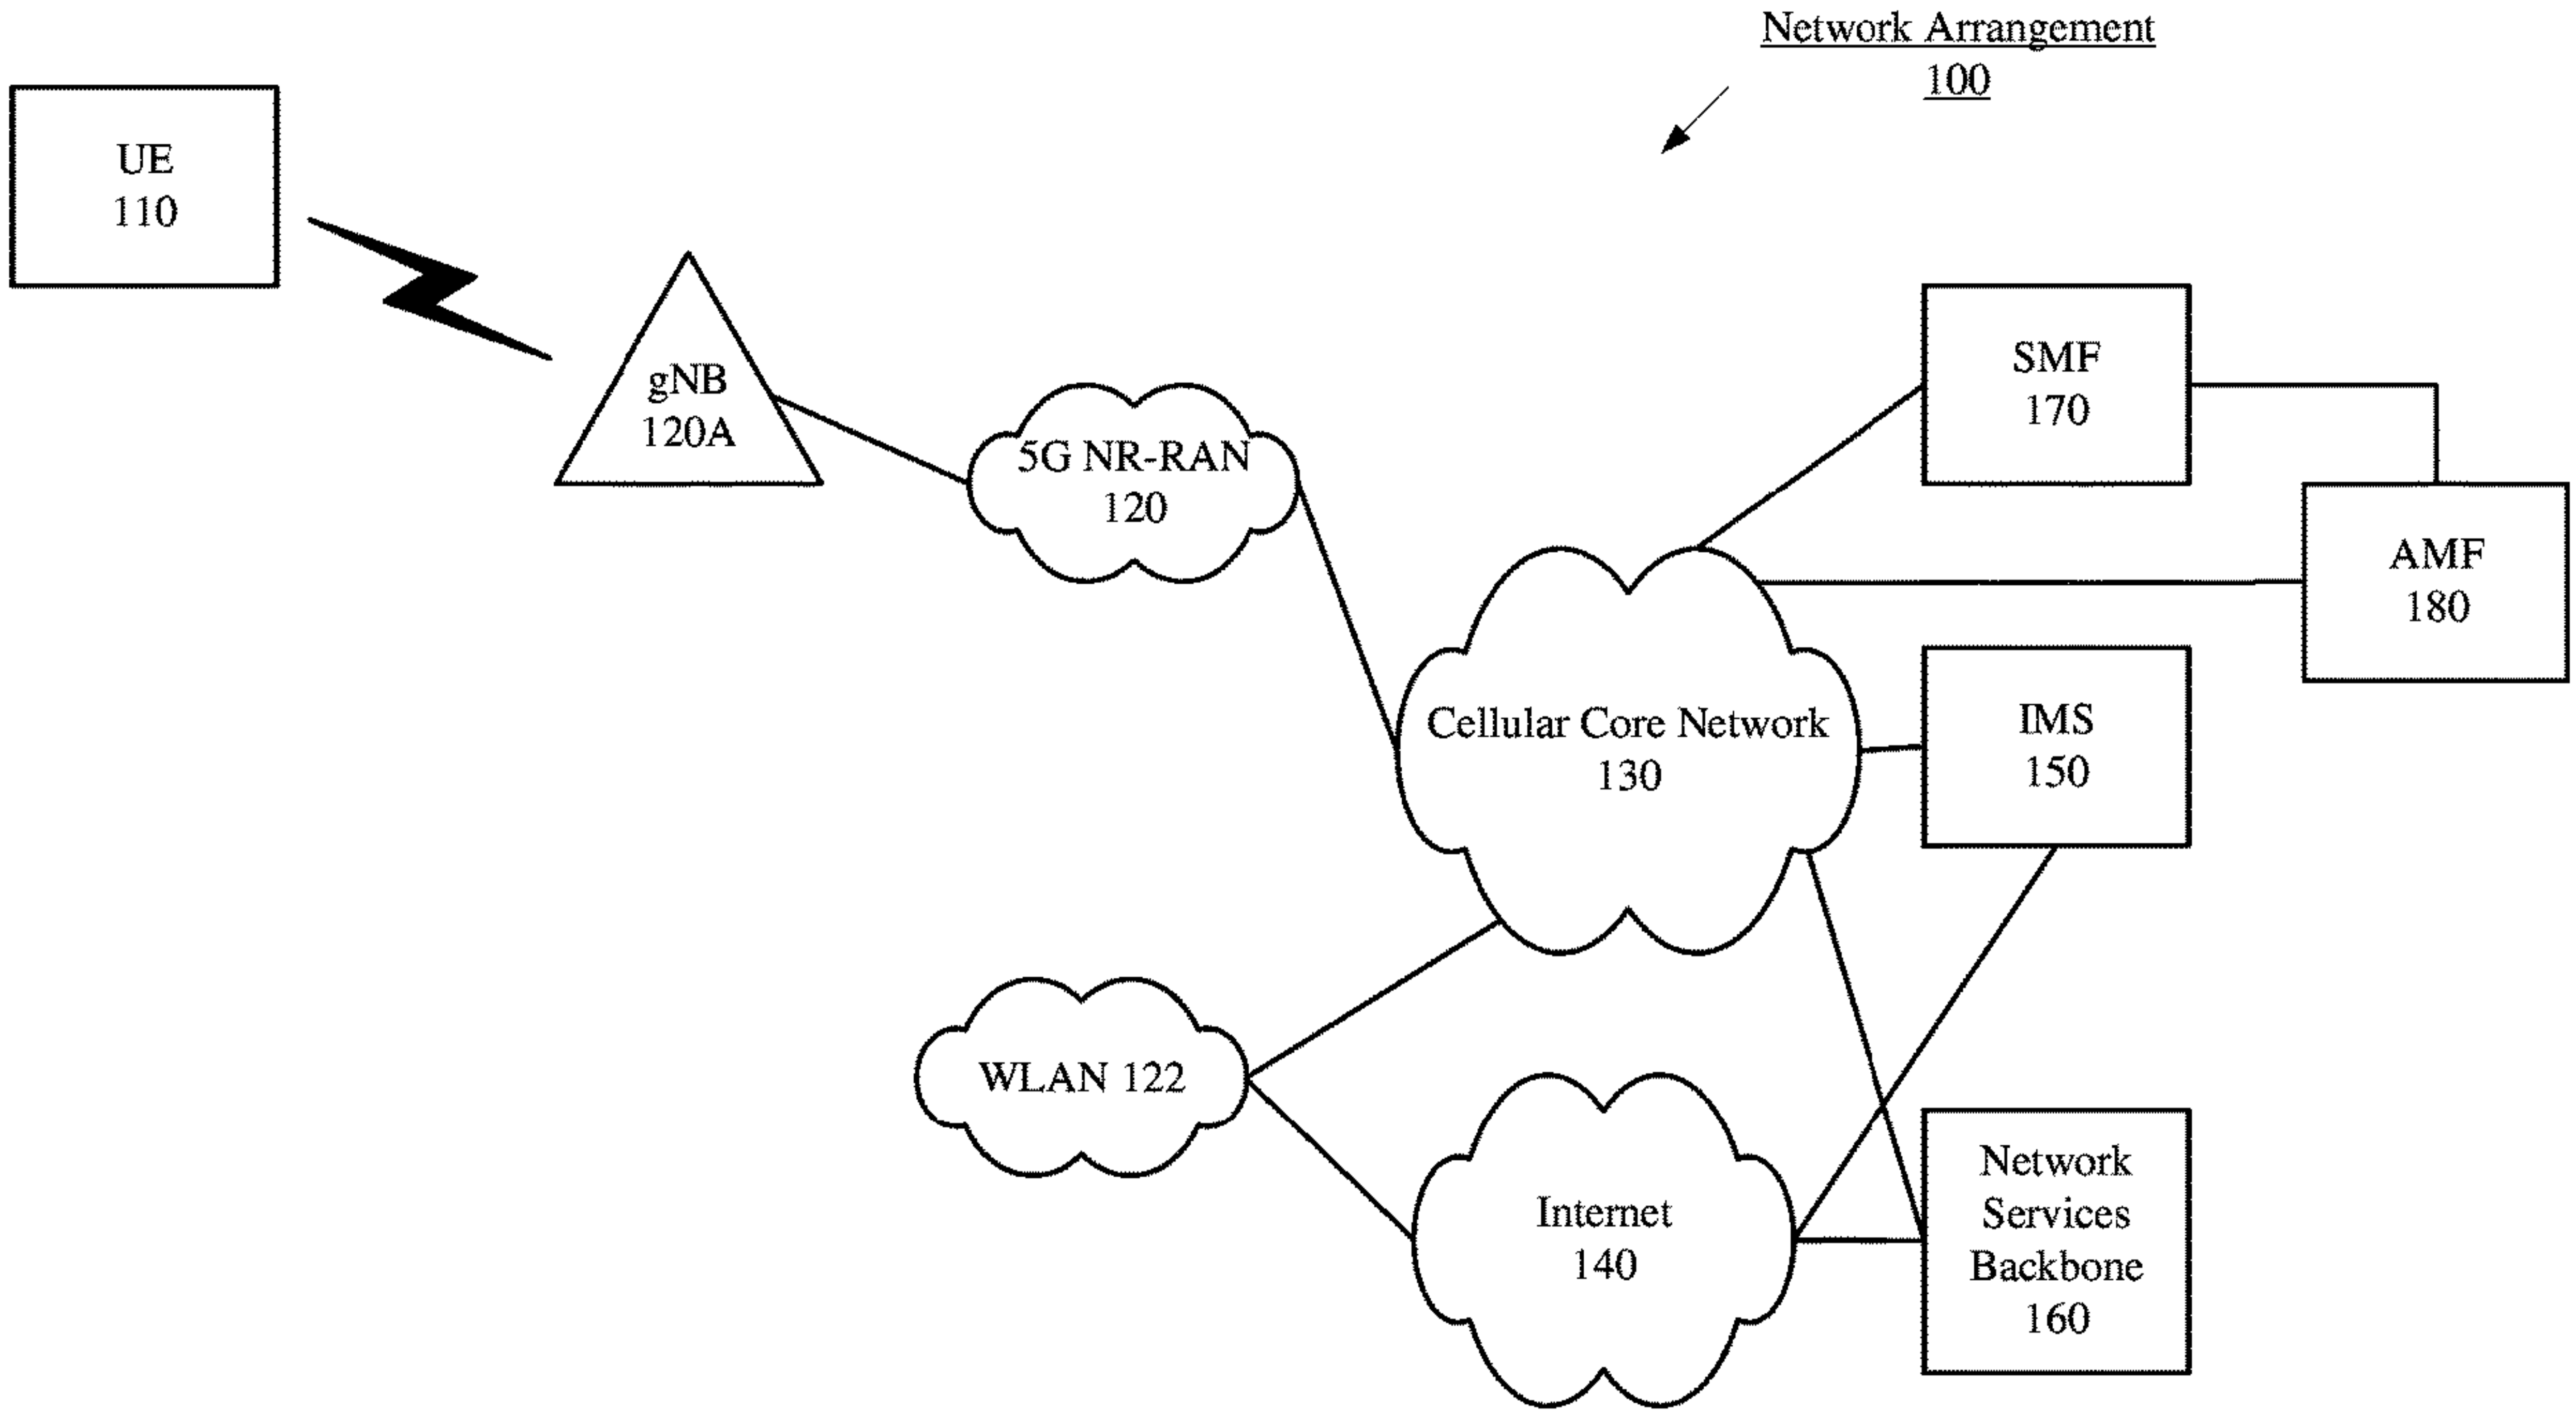 Network Arrangement
100
UE
110
gNB
120A
5G NR-RAN
120
SMF
170
AMF
180
Cellular Core Network
130
IMS
150
WLAN 122
Internet
140
Network
Services
Backbone
160